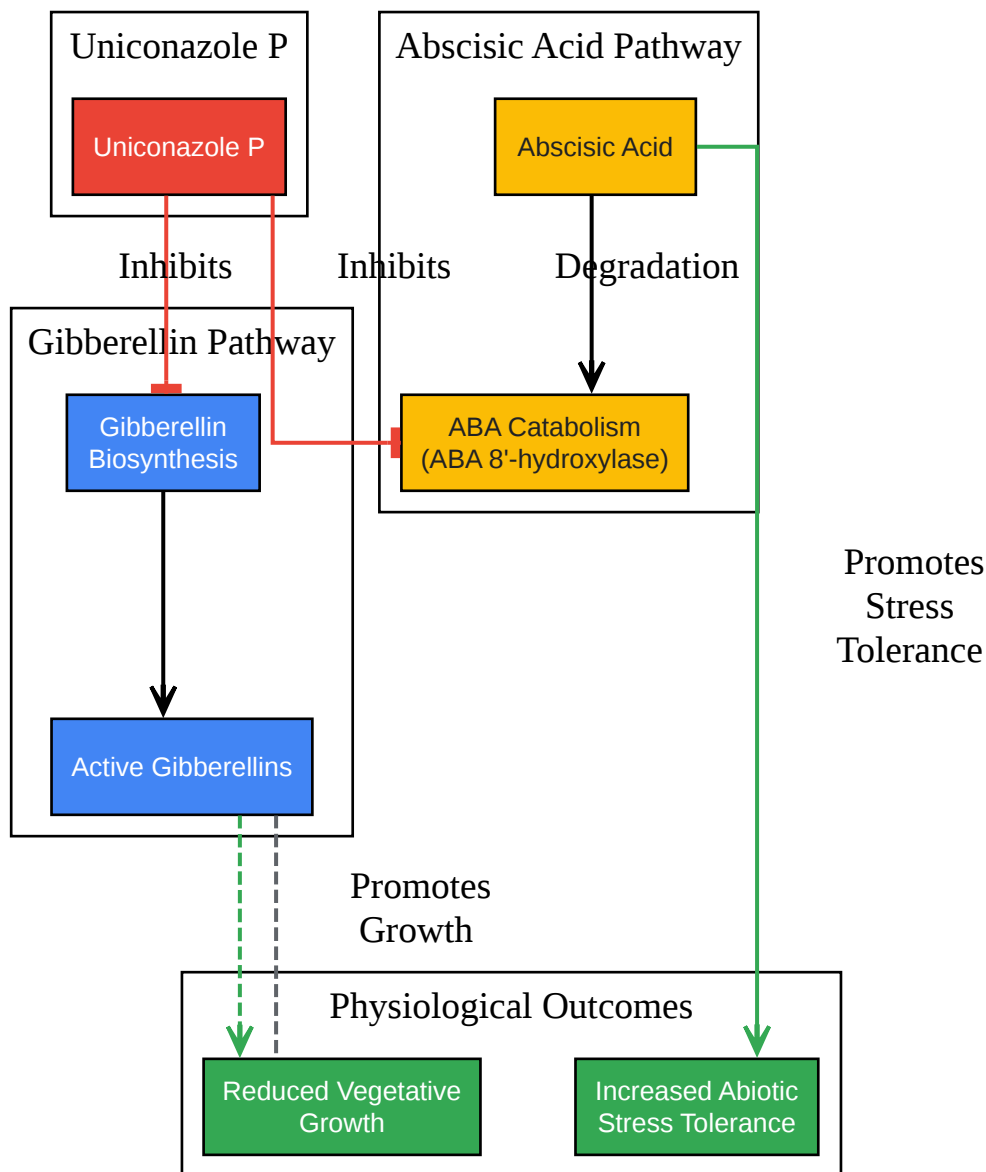 Uniconazole P
Abscisic Acid Pathway
Uniconazole P
Abscisic Acid
Inhibits
Inhibits
Degradation
Gibberellin Pathway
Gibberellin
Biosynthesis
ABA Catabolism
(ABA 8'-hydroxylase)
Promotes
Stress
Tolerance
Active Gibberellins
Promotes
Growth
Physiological Outcomes
Reduced Vegetative
Growth
Increased Abiotic
Stress Tolerance